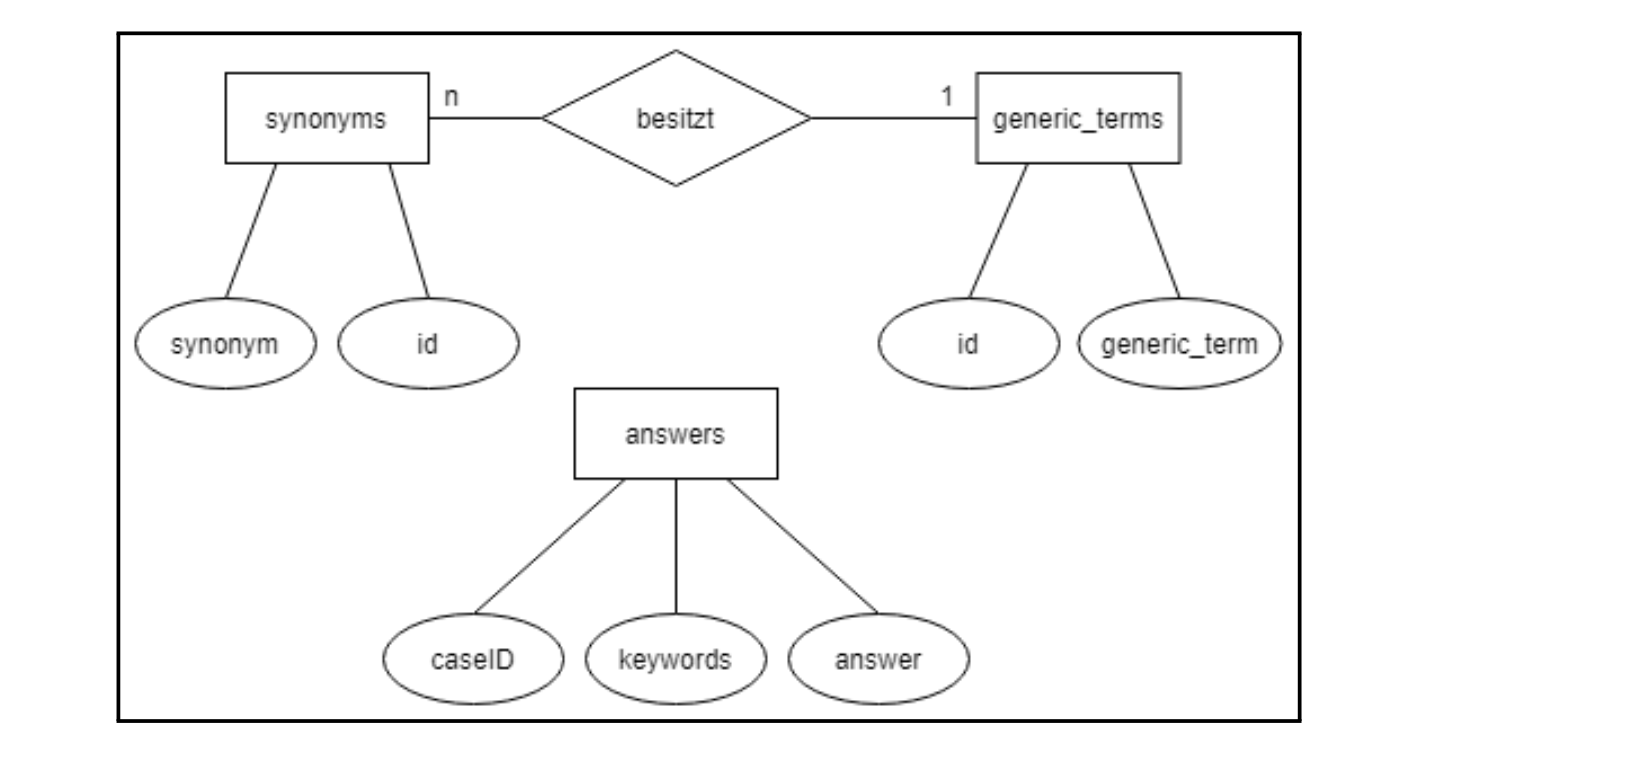 n
1
synonyms
besitzt
generic_terms
synonym
id
id
generic_term
answers
caseID
keywords
answer